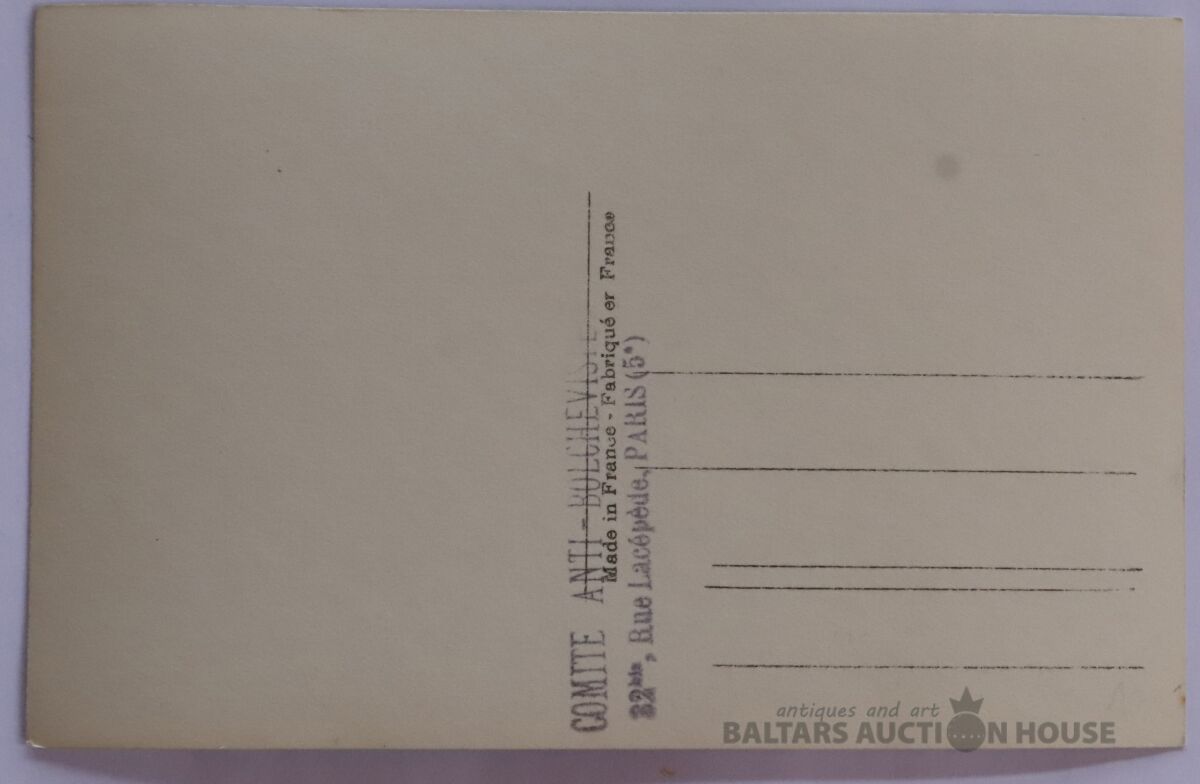 COMITE ANTI-BOLCHEVISTE
Made in France - Fabriqué er France
32bis, Rue Lacépède, PARIS (5e)
antiques and art
BALTARS AUCTION HOUSE